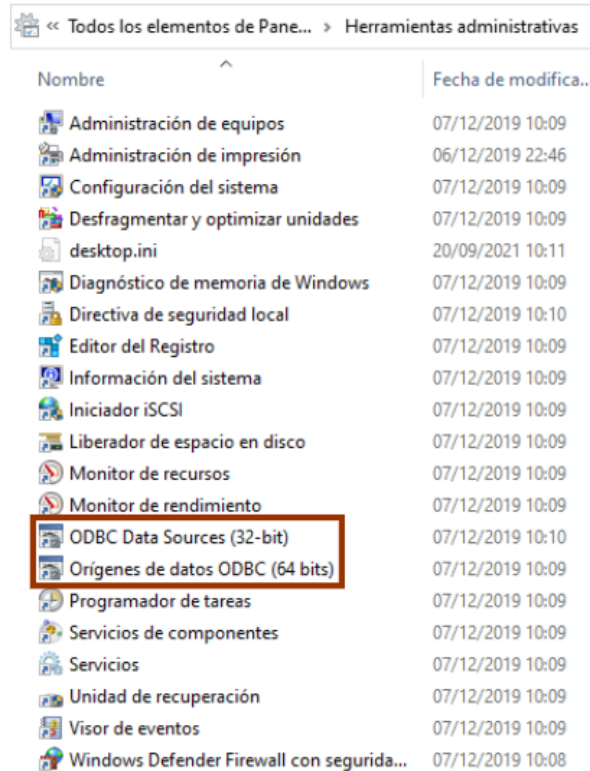 « Todos los elementos de Pane... > Herramientas administrativas
Nombre Fecha de modifica...
Administración de equipos 07/12/2019 10:09
Administración de impresión 06/12/2019 22:46
Configuración del sistema 07/12/2019 10:09
Desfragmentar y optimizar unidades 07/12/2019 10:09
desktop.ini 20/09/2021 10:11
Diagnóstico de memoria de Windows 07/12/2019 10:09
Directiva de seguridad local 07/12/2019 10:10
Editor del Registro 07/12/2019 10:09
Información del sistema 07/12/2019 10:09
Iniciador iSCSI 07/12/2019 10:09
Liberador de espacio en disco 07/12/2019 10:09
Monitor de recursos 07/12/2019 10:09
Monitor de rendimiento 07/12/2019 10:09
ODBC Data Sources (32-bit) 07/12/2019 10:10
Orígenes de datos ODBC (64 bits) 07/12/2019 10:09
Programador de tareas 07/12/2019 10:09
Servicios de componentes 07/12/2019 10:09
Servicios 07/12/2019 10:09
Unidad de recuperación 07/12/2019 10:09
Visor de eventos 07/12/2019 10:09
Windows Defender Firewall con segurida... 07/12/2019 10:08